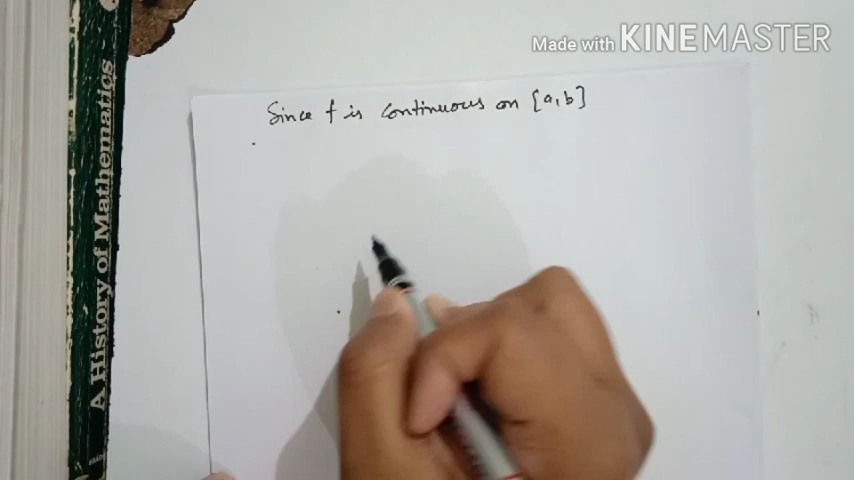 Made with KINEMASTER
Since f is continuous on [a,b]
A History of Mathematics